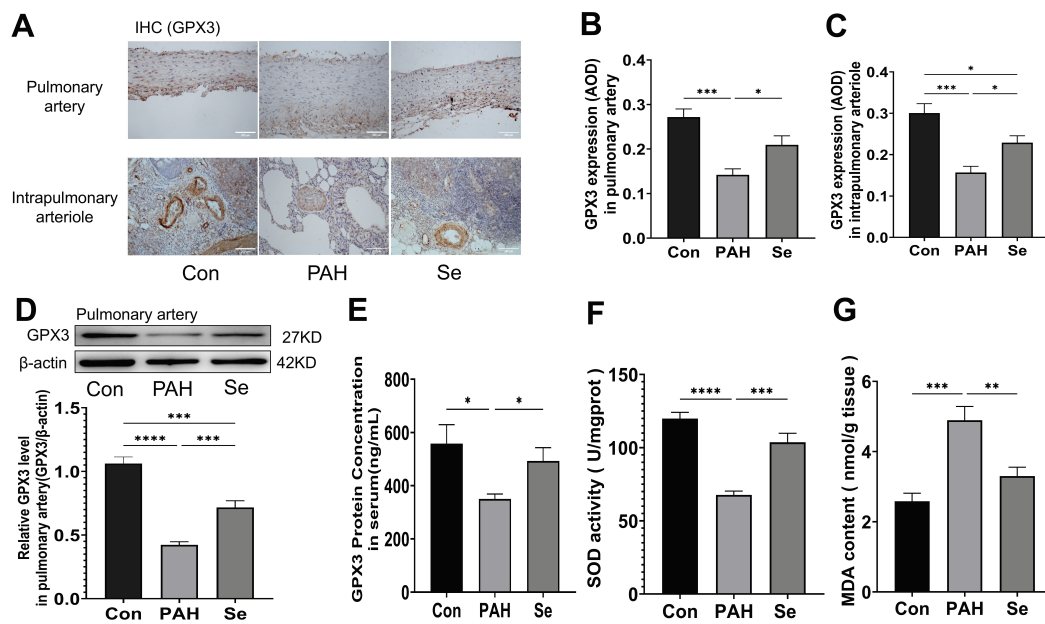 A
IHC (GPX3)
Pulmonary
artery
Intrapulmonary
arteriole
Con
PAH
Se
B
GPX3 expression (AOD)
in pulmonary artery
0.4
0.3
0.2
0.1
0.0
***
*
Con
PAH
Se
C
GPX3 expression (AOD)
in intrapulmonary arteriole
0.4
0.3
0.2
0.1
0.0
*
***
*
Con
PAH
Se
D
Pulmonary artery
GPX3
27KD
β-actin
42KD
Con
PAH
Se
Relative GPX3 level
in pulmonary artery(GPX3/β-actin)
1.5
1.0
0.5
0.0
***
****
***
Con
PAH
Se
E
GPX3 Protein Concentration
in serum(ng/mL)
800
600
400
200
0
*
*
Con
PAH
Se
F
SOD activity ( U/mgprot)
150
100
50
0
****
***
Con
PAH
Se
G
MDA content ( nmol/g tissue )
6
4
2
0
***
**
Con
PAH
Se